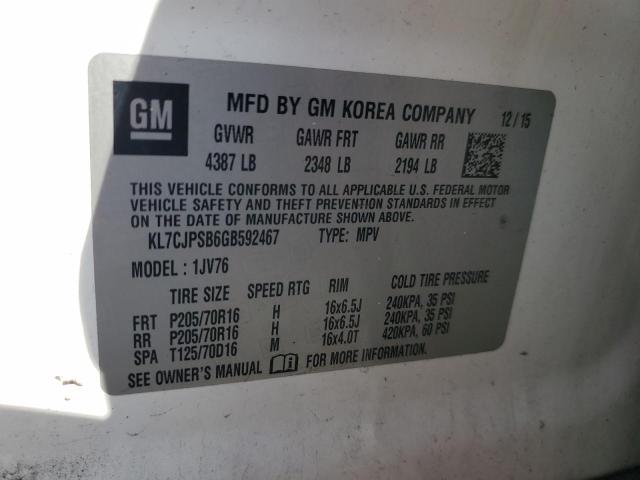 GM MFD BY GM KOREA COMPANY 12/15
GVWR GAWR FRT GAWR RR
4387 LB 2348 LB 2194 LB
THIS VEHICLE CONFORMS TO ALL APPLICABLE U.S. FEDERAL MOTOR
VEHICLE SAFETY AND THEFT PREVENTION STANDARDS IN EFFECT
ON THE DATE OF MANUFACTURE SHOWN ABOVE.
KL7CJPSB6GB592467 TYPE: MPV
MODEL : 1JV76
TIRE SIZE SPEED RTG RIM COLD TIRE PRESSURE
FRT P205/70R16 H 16x6.5J 240KPA, 35 PSI
RR P205/70R16 H 16x6.5J 240KPA, 35 PSI
SPA T125/70D16 M 16x4.0T 420KPA, 60 PSI
SEE OWNER'S MANUAL FOR MORE INFORMATION.